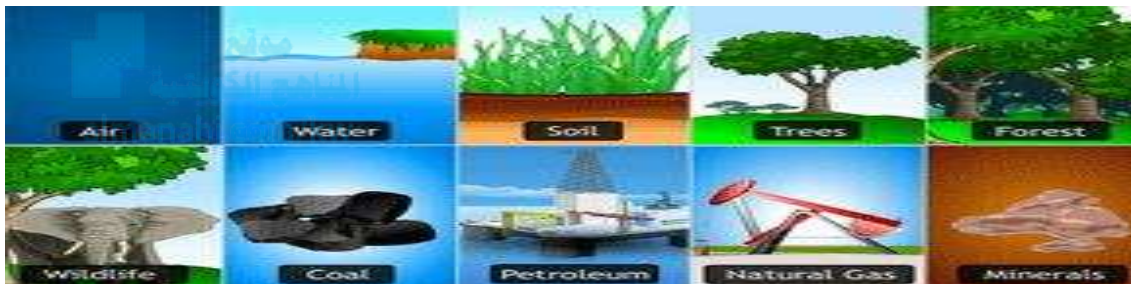 Air
Water
Soil
Trees
Forest
Wildlife
Coal
Petroleum
Natural Gas
Minerals